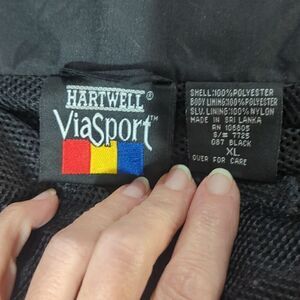 HARTWELL®
ViaSport™
SHELL:100%POLYESTER
BODY LINING:100%POLYESTER
SLV. LINING:100% NYLON
MADE IN SRI LANKA
RN 106805
S/# 7725
087 BLACK
XL
OVER FOR CARE